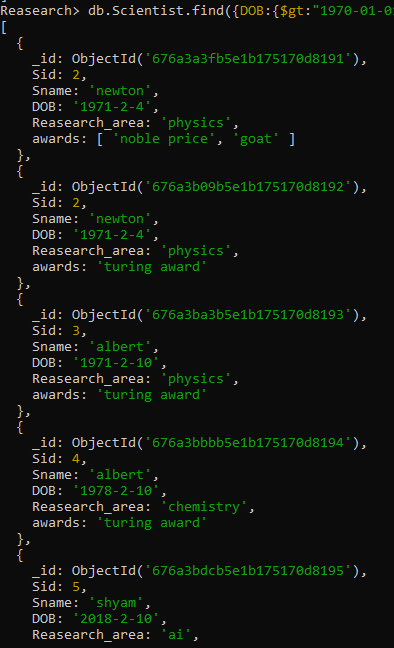 Reasearch> db.Scientist.find({DOB:{$gt:"1970-01-0
[
{
_id: ObjectId('676a3a3fb5e1b175170d8191'),
Sid: 2,
Sname: 'newton',
DOB: '1971-2-4',
Reasearch_area: 'physics',
awards: [ 'noble price', 'goat' ]
},
{
_id: ObjectId('676a3b09b5e1b175170d8192'),
Sid: 2,
Sname: 'newton',
DOB: '1971-2-4',
Reasearch_area: 'physics',
awards: 'turing award'
},
{
_id: ObjectId('676a3ba3b5e1b175170d8193'),
Sid: 3,
Sname: 'albert',
DOB: '1971-2-10',
Reasearch_area: 'physics',
awards: 'turing award'
},
{
_id: ObjectId('676a3bbbb5e1b175170d8194'),
Sid: 4,
Sname: 'albert',
DOB: '1978-2-10',
Reasearch_area: 'chemistry',
awards: 'turing award'
},
{
_id: ObjectId('676a3bdcb5e1b175170d8195'),
Sid: 5,
Sname: 'shyam',
DOB: '2018-2-10',
Reasearch_area: 'ai',